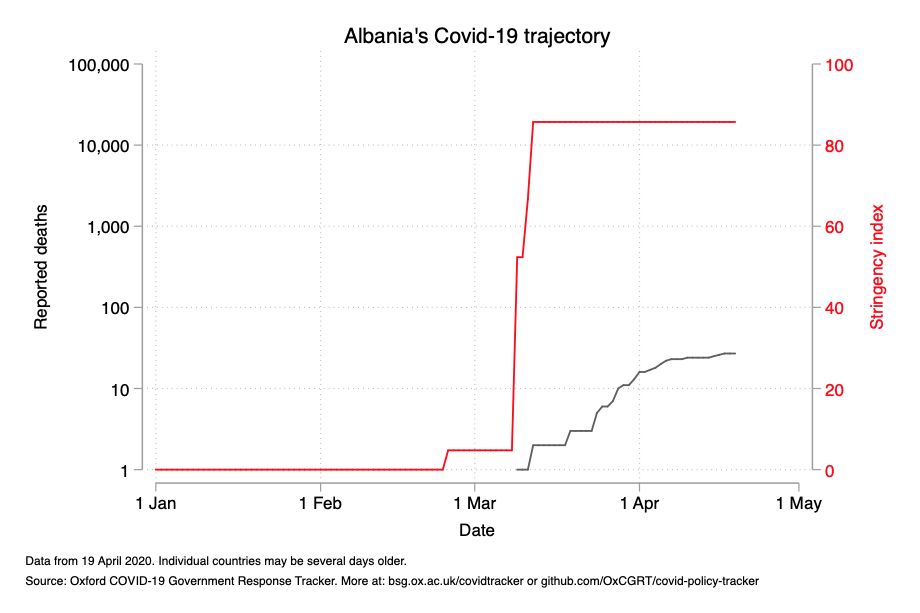 Albania's Covid-19 trajectory
100,000
10,000
1,000
100
10
1
Reported deaths
100
80
60
40
20
0
Stringency index
1 Jan
1 Feb
1 Mar
1 Apr
1 May
Date
Data from 19 April 2020. Individual countries may be several days older.
Source: Oxford COVID-19 Government Response Tracker. More at: bsg.ox.ac.uk/covidtracker or github.com/OxCGRT/covid-policy-tracker